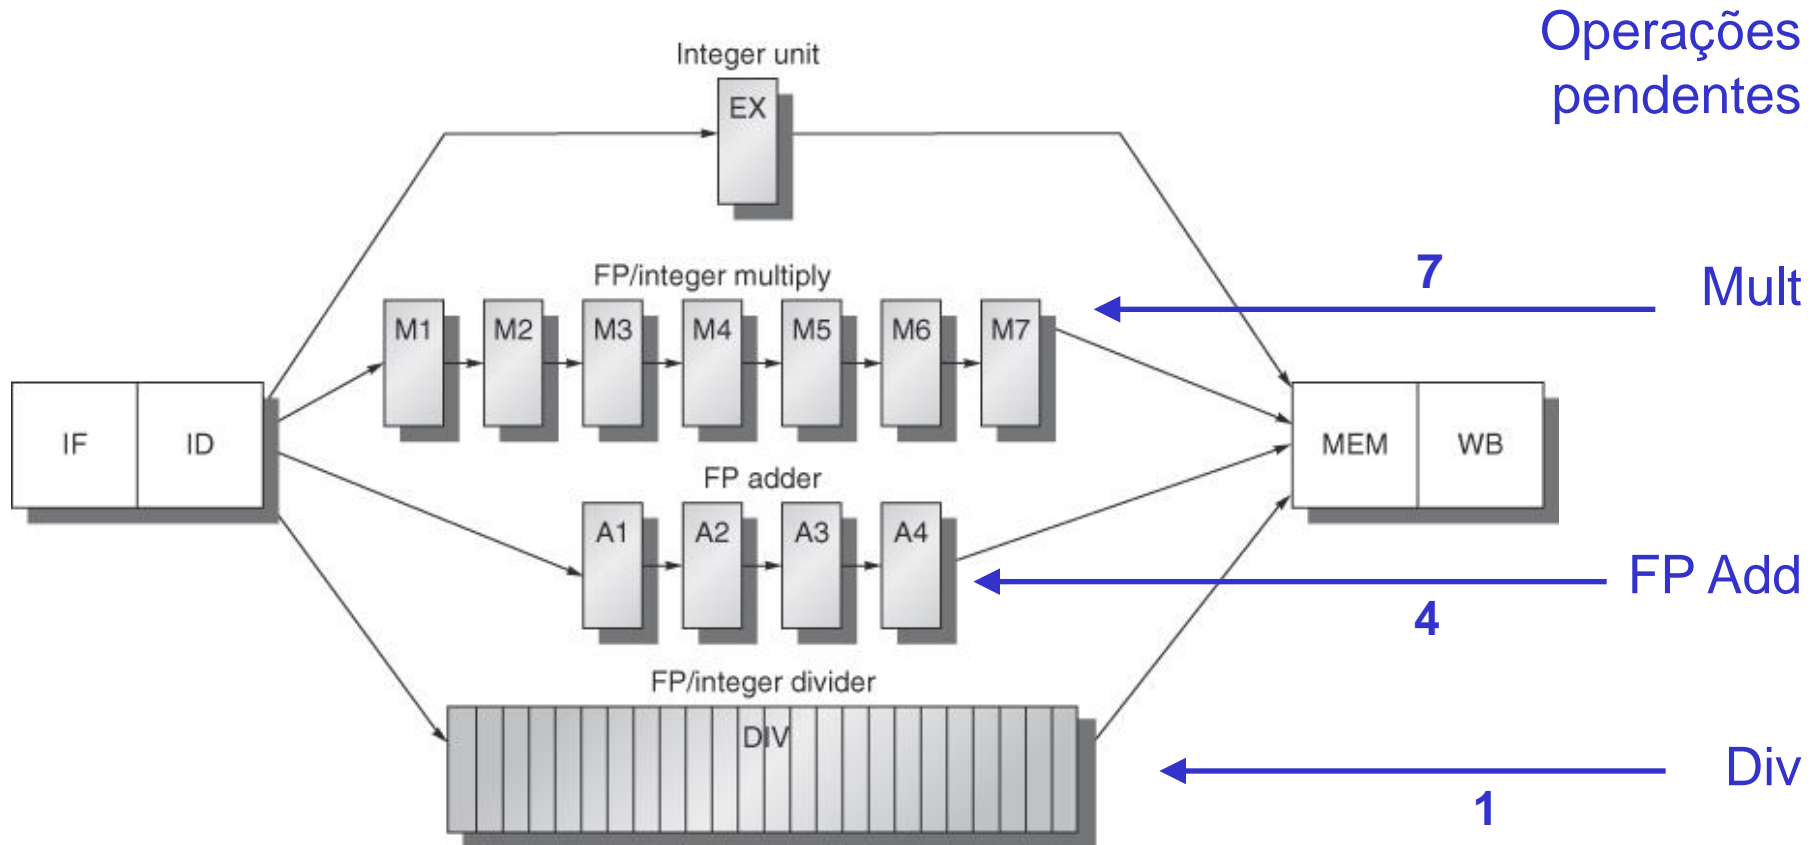 Operações
pendentes
Integer unit
EX
7
Mult
FP/integer multiply
M1 M2 M3 M4 M5 M6 M7
IF ID
MEM WB
FP adder
A1 A2 A3 A4
FP Add
4
FP/integer divider
DIV
Div
1